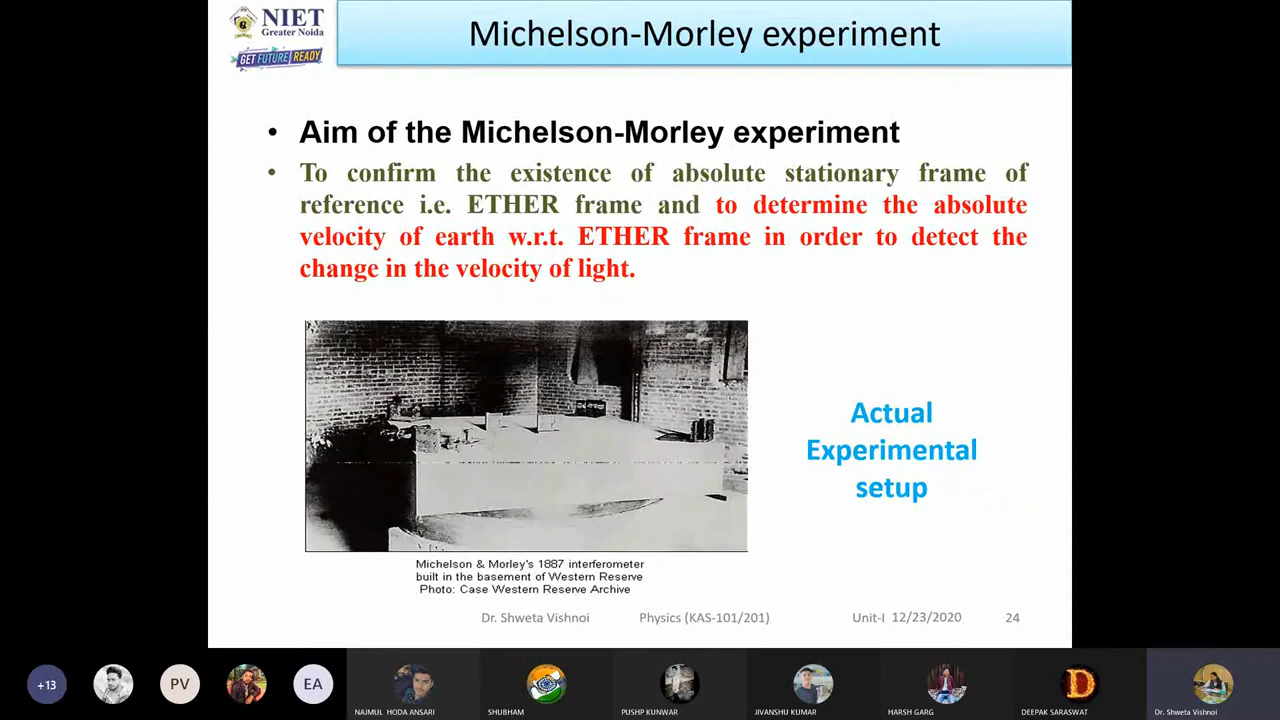 NIET
Greater Noida
GET FUTURE READY
Michelson-Morley experiment
• Aim of the Michelson-Morley experiment
• To confirm the existence of absolute stationary frame of
reference i.e. ETHER frame and to determine the absolute
velocity of earth w.r.t. ETHER frame in order to detect the
change in the velocity of light.
Actual
Experimental
setup
Michelson & Morley's 1887 interferometer
built in the basement of Western Reserve
Photo: Case Western Reserve Archive
Dr. Shweta Vishnoi Physics (KAS-101/201) Unit-I 12/23/2020 24
+13 PV EA
NAJMUL HODA ANSARI SHUBHAM PUSHP KUNWAR JIVANSHU KUMAR HARSH GARG DEEPAK SARASWAT Dr. Shweta Vishnoi